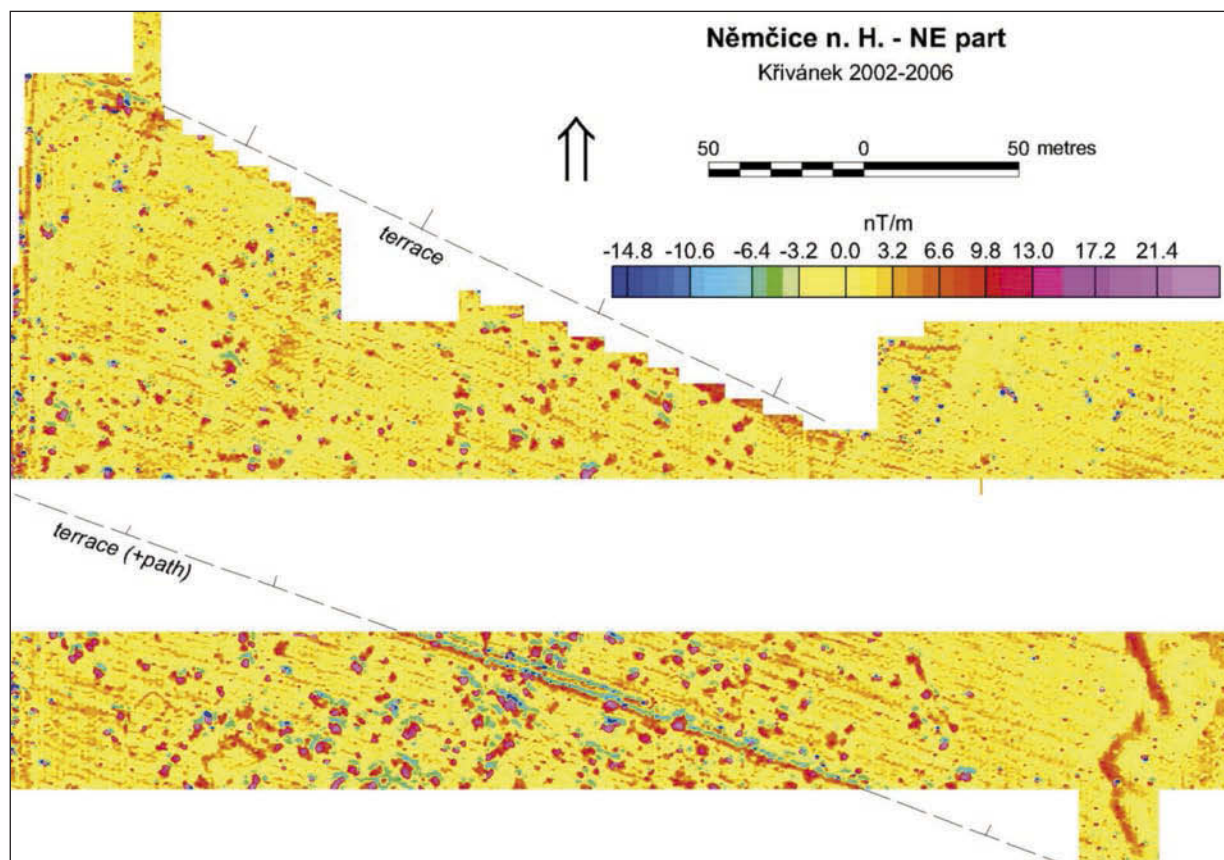 Němčice n. H. - NE part
Křivánek 2002-2006
50 0 50 metres
terrace
nT/m
-14.8 -10.6 -6.4 -3.2 0.0 3.2 6.6 9.8 13.0 17.2 21.4
terrace (+path)